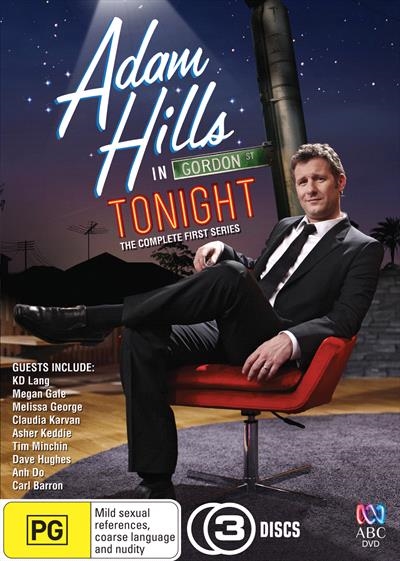 Adam
Hills
IN GORDON ST
TONIGHT
THE COMPLETE FIRST SERIES
GUESTS INCLUDE:
KD Lang
Megan Gale
Melissa George
Claudia Karvan
Asher Keddie
Tim Minchin
Dave Hughes
Anh Do
Carl Barron
PG
Mild sexual
references,
coarse language
and nudity
3 DISCS
ABC
DVD